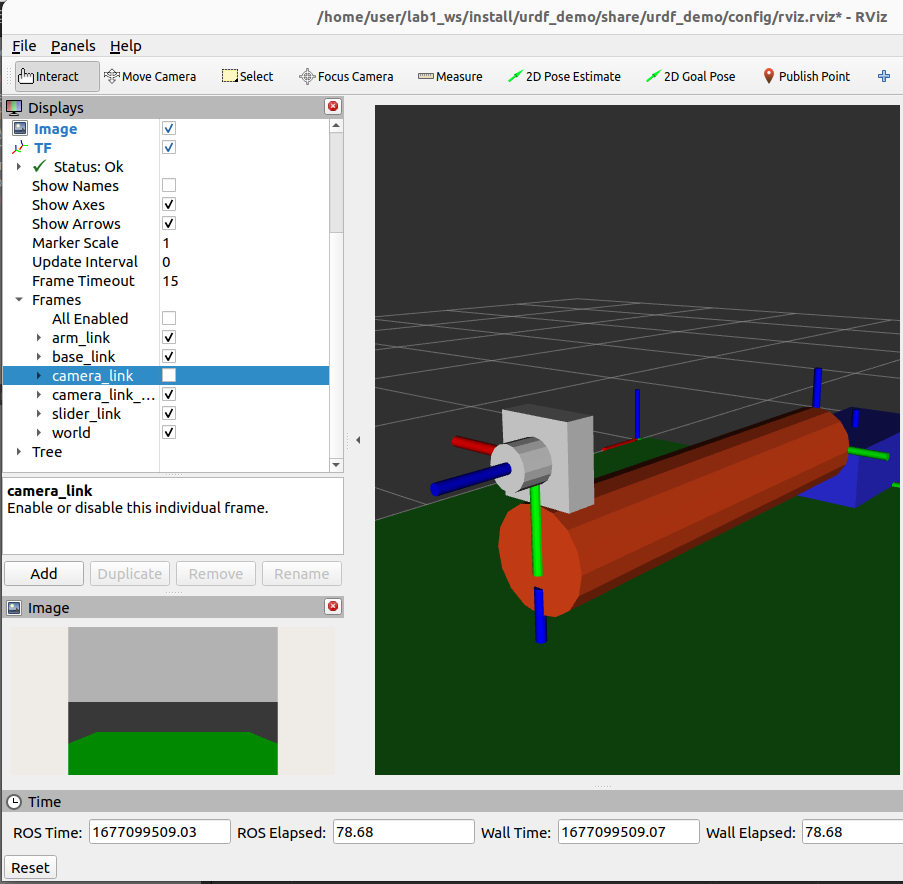 /home/user/lab1_ws/install/urdf_demo/share/urdf_demo/config/rviz.rviz* - RViz
File Panels Help
Interact Move Camera Select Focus Camera Measure 2D Pose Estimate 2D Goal Pose Publish Point
Displays
Image
TF
Status: Ok
Show Names
Show Axes
Show Arrows
Marker Scale 1
Update Interval 0
Frame Timeout 15
Frames
All Enabled
arm_link
base_link
camera_link
camera_link_...
slider_link
world
Tree
camera_link
Enable or disable this individual frame.
Add Duplicate Remove Rename
Image
Time
ROS Time: 1677099509.03 ROS Elapsed: 78.68 Wall Time: 1677099509.07 Wall Elapsed: 78.68
Reset